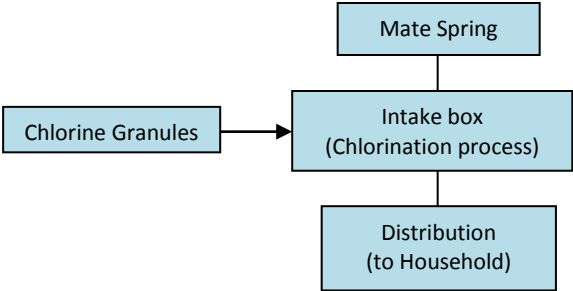 Mate Spring
Chlorine Granules
Intake box
(Chlorination process)
Distribution
(to Household)